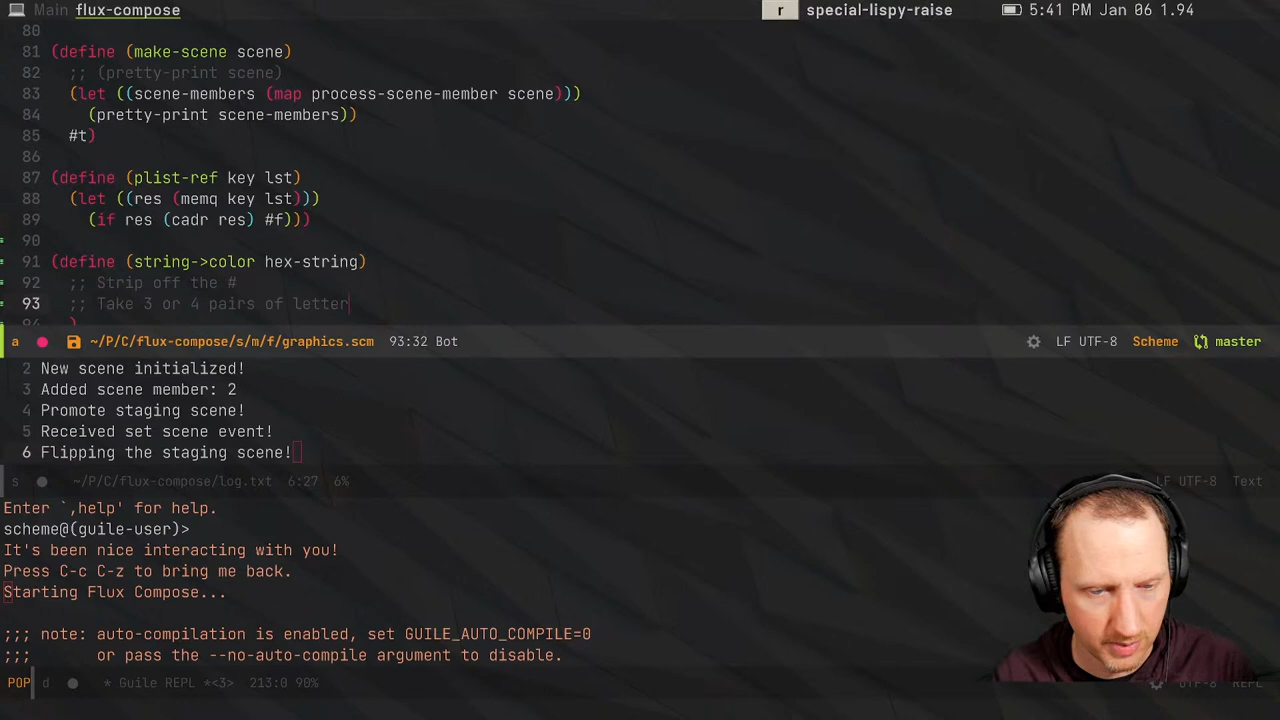 Main flux-compose r special-lispy-raise 5:41 PM Jan 06 1.94
80
81 (define (make-scene scene)
82 ;; (pretty-print scene)
83 (let ((scene-members (map process-scene-member scene)))
84 (pretty-print scene-members))
85 #t)
86
87 (define (plist-ref key lst)
88 (let ((res (memq key lst)))
89 (if res (cadr res) #f)))
90
91 (define (string->color hex-string)
92 ;; Strip off the #
93 ;; Take 3 or 4 pairs of letter
94 )
a ~/P/C/flux-compose/s/m/f/graphics.scm 93:32 Bot LF UTF-8 Scheme master
2 New scene initialized!
3 Added scene member: 2
4 Promote staging scene!
5 Received set scene event!
6 Flipping the staging scene!
s ~/P/C/flux-compose/log.txt 6:27 6% LF UTF-8 Text
Enter `,help' for help.
scheme@(guile-user)>
It's been nice interacting with you!
Press C-c C-z to bring me back.
Starting Flux Compose...
;;; note: auto-compilation is enabled, set GUILE_AUTO_COMPILE=0
;;; or pass the --no-auto-compile argument to disable.
POP d * Guile REPL *<3> 213:0 90% UTF-8 REPL